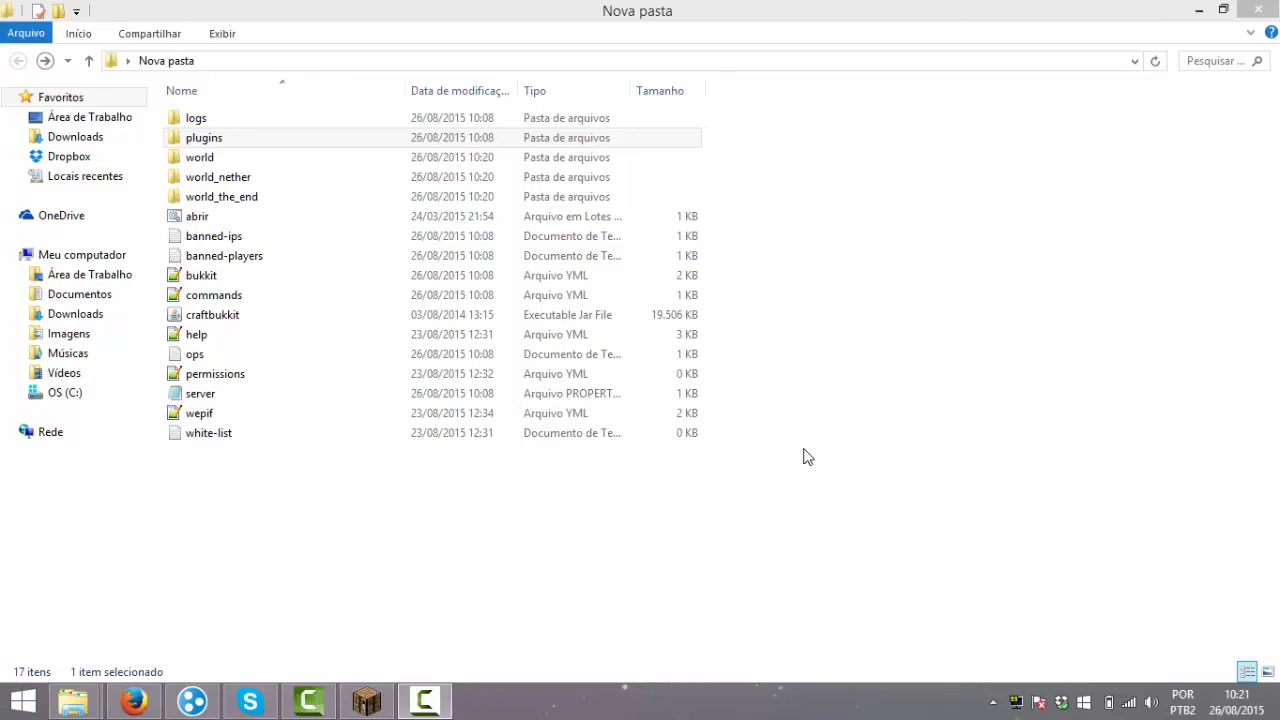 Nova pasta
Arquivo Início Compartilhar Exibir
Nova pasta Pesquisar ...
Nome Data de modificaç... Tipo Tamanho
Favoritos
Área de Trabalho
Downloads
Dropbox
Locais recentes
OneDrive
Meu computador
Área de Trabalho
Documentos
Downloads
Imagens
Músicas
Vídeos
OS (C:)
Rede
logs 26/08/2015 10:08 Pasta de arquivos
plugins 26/08/2015 10:08 Pasta de arquivos
world 26/08/2015 10:20 Pasta de arquivos
world_nether 26/08/2015 10:20 Pasta de arquivos
world_the_end 26/08/2015 10:20 Pasta de arquivos
abrir 24/03/2015 21:54 Arquivo em Lotes ... 1 KB
banned-ips 26/08/2015 10:08 Documento de Te... 1 KB
banned-players 26/08/2015 10:08 Documento de Te... 1 KB
bukkit 26/08/2015 10:08 Arquivo YML 2 KB
commands 26/08/2015 10:08 Arquivo YML 1 KB
craftbukkit 03/08/2014 13:15 Executable Jar File 19.506 KB
help 23/08/2015 12:31 Arquivo YML 3 KB
ops 26/08/2015 10:08 Documento de Te... 1 KB
permissions 23/08/2015 12:32 Arquivo YML 0 KB
server 26/08/2015 10:08 Arquivo PROPERT... 1 KB
wepif 23/08/2015 12:34 Arquivo YML 2 KB
white-list 23/08/2015 12:31 Documento de Te... 0 KB
17 itens 1 item selecionado
POR 10:21
PTB2 26/08/2015